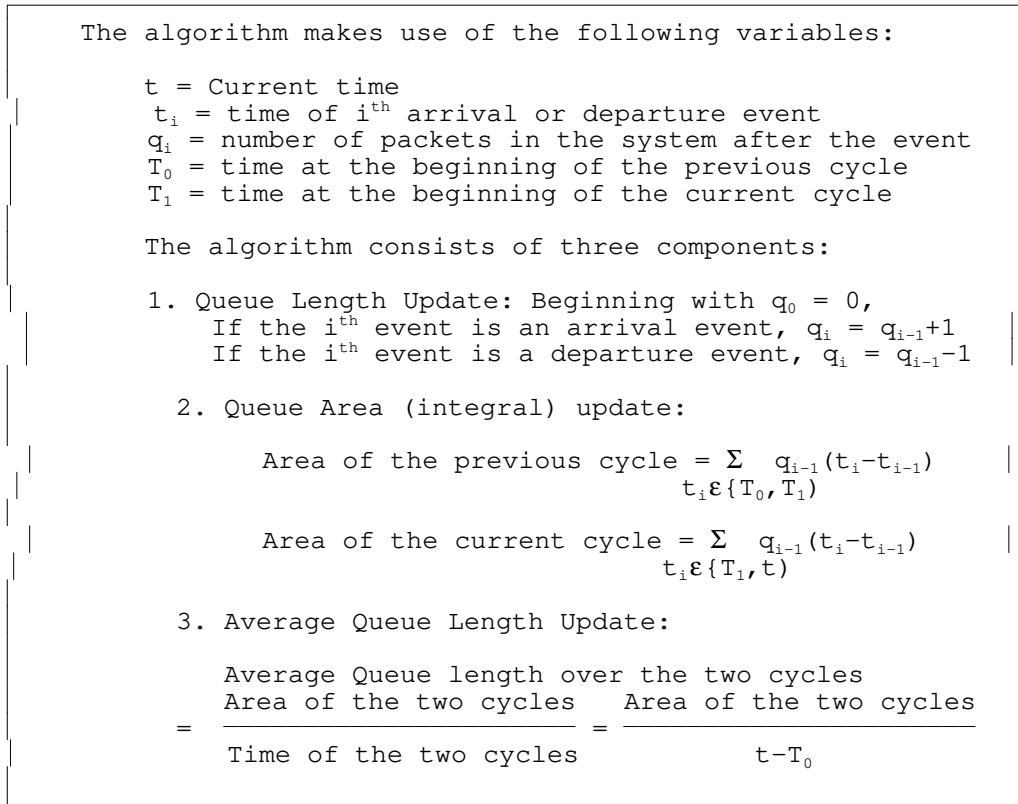 The algorithm makes use of the following variables:
t = Current time
tᵢ = time of iᵗʰ arrival or departure event
qᵢ = number of packets in the system after the event
T₀ = time at the beginning of the previous cycle
T₁ = time at the beginning of the current cycle
The algorithm consists of three components:
1. Queue Length Update: Beginning with q₀ = 0,
If the iᵗʰ event is an arrival event, qᵢ = qᵢ₋₁+1
If the iᵗʰ event is a departure event, qᵢ = qᵢ₋₁−1
2. Queue Area (integral) update:
Area of the previous cycle = Σ qᵢ₋₁(tᵢ−tᵢ₋₁)
tᵢε{T₀,T₁)
Area of the current cycle = Σ qᵢ₋₁(tᵢ−tᵢ₋₁)
tᵢε{T₁,t)
3. Average Queue Length Update:
Average Queue length over the two cycles
Area of the two cycles Area of the two cycles
= =
Time of the two cycles t−T₀